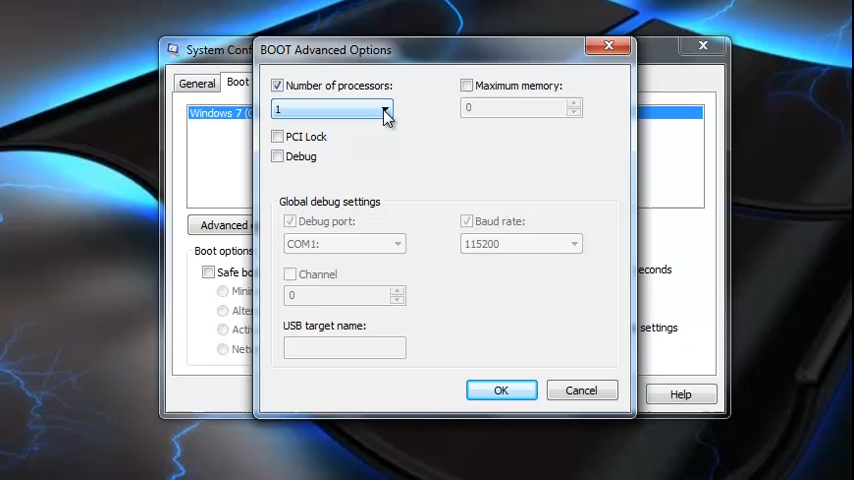 System Conf
BOOT Advanced Options
General
Boot
Number of processors:
Maximum memory:
Windows 7 (C
1
0
PCI Lock
Debug
Global debug settings
Advanced
Debug port:
Baud rate:
COM1:
115200
Boot options
Safe bo
Channel
econds
Mini
0
Alter
Acti
USB target name:
settings
Netw
OK
Cancel
Help